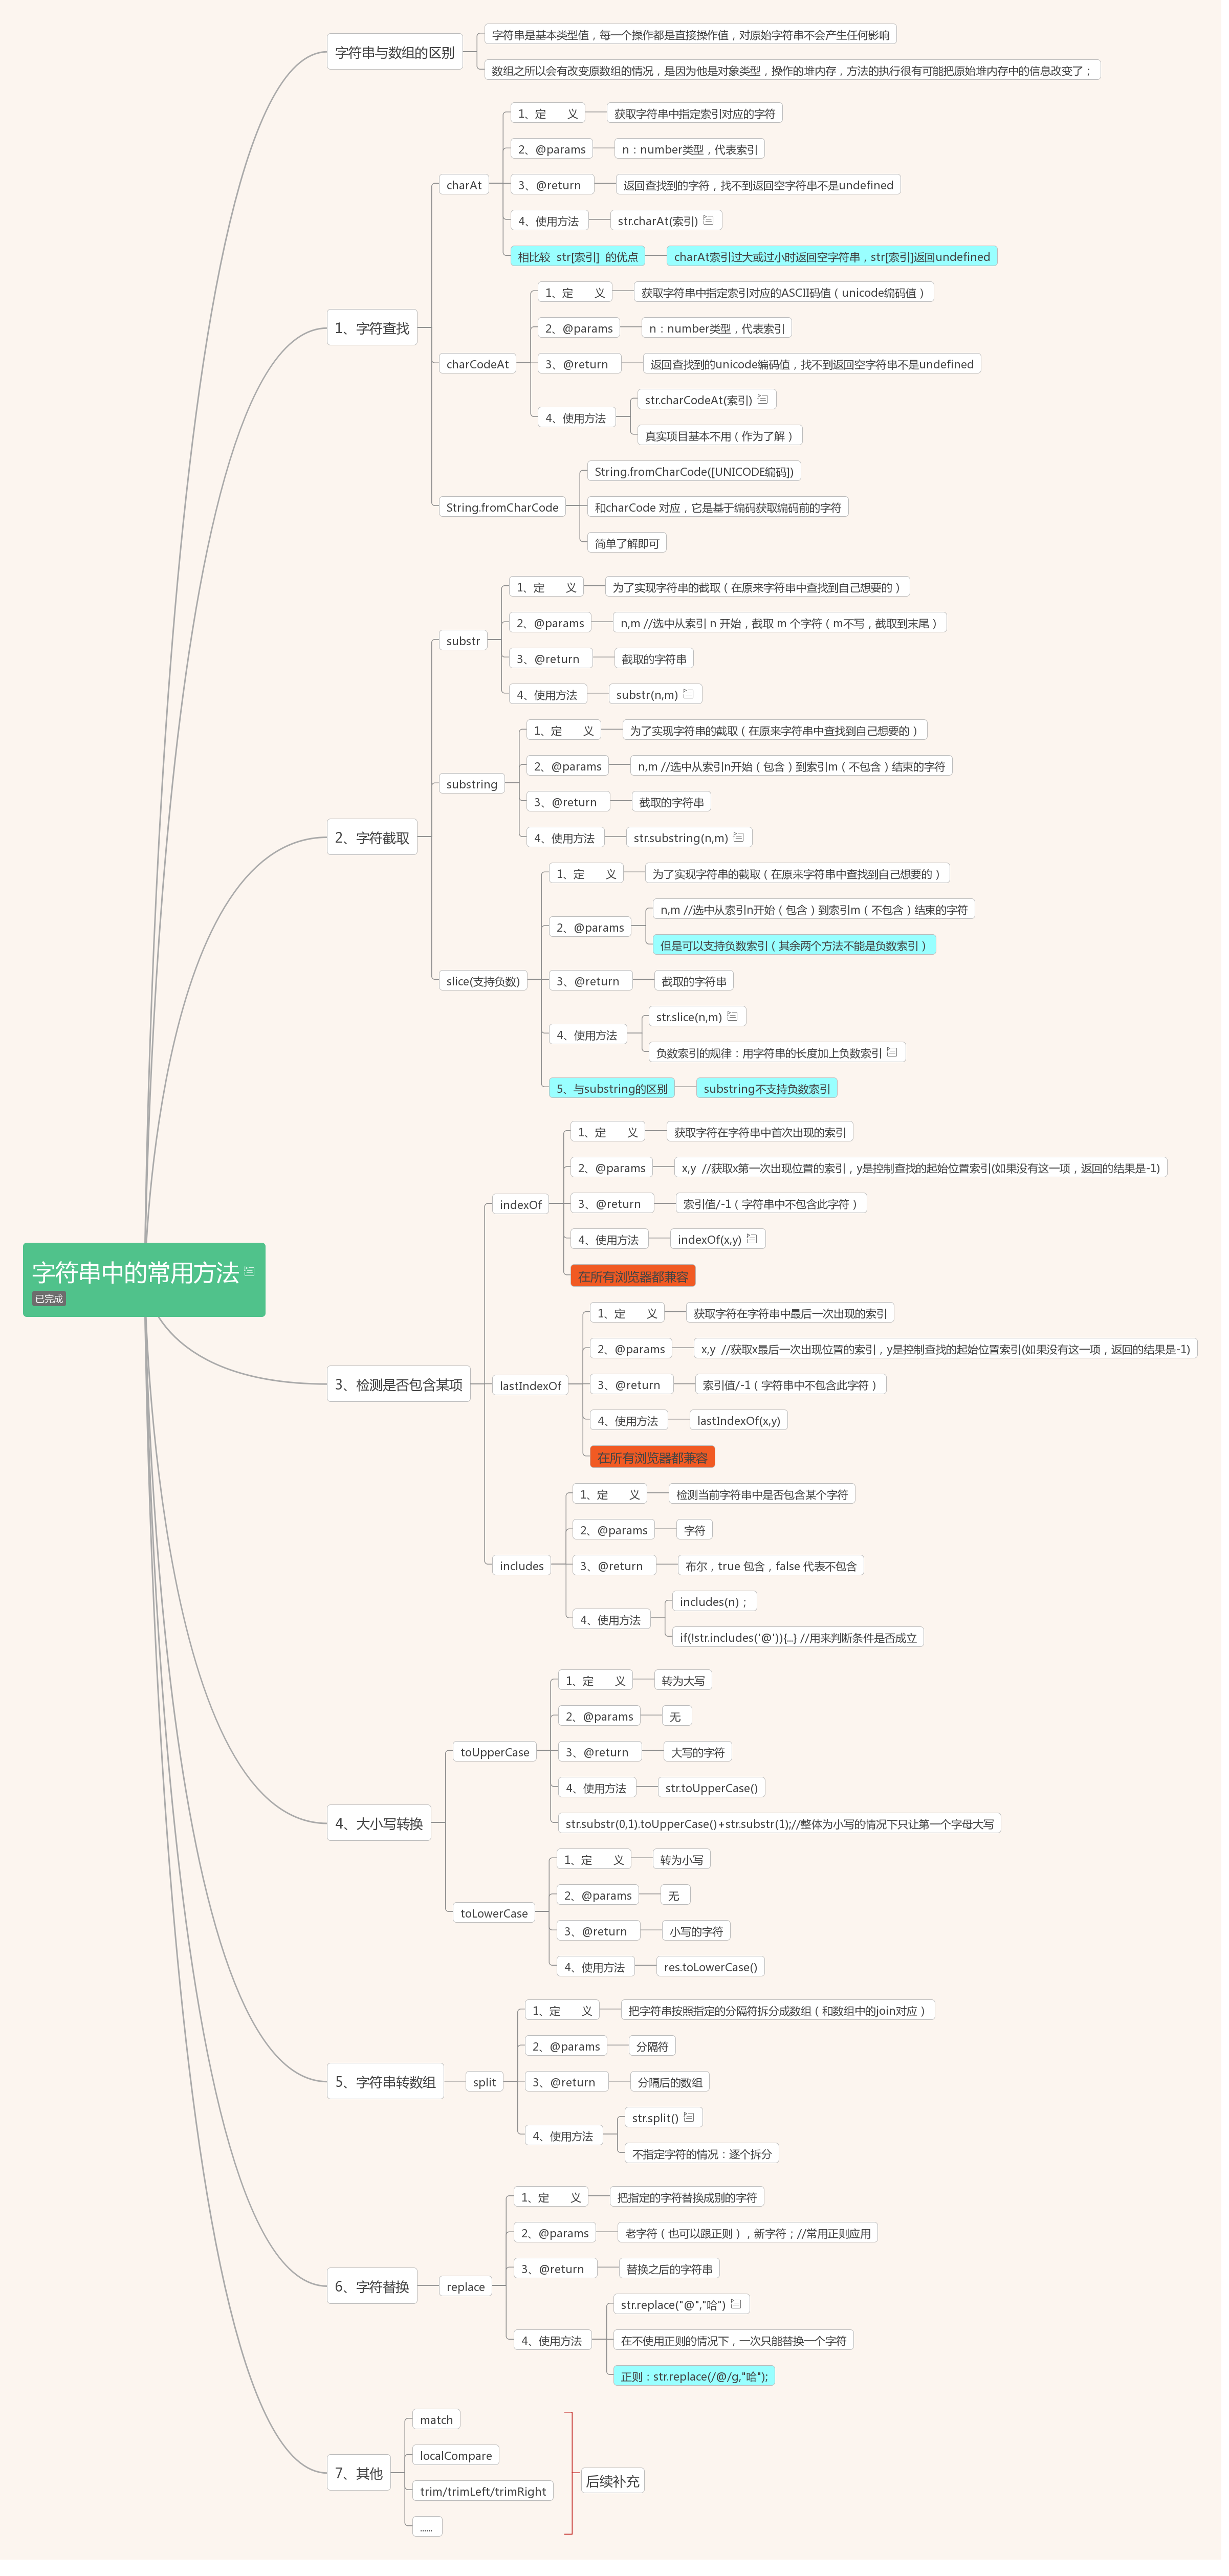 字符串中的常用方法
已完成
字符串与数组的区别
字符串是基本类型值，每一个操作都是直接操作值，对原始字符串不会产生任何影响
数组之所以会有改变原数组的情况，是因为他是对象类型，操作的堆内存，方法的执行很有可能把原始堆内存中的信息改变了；
1、字符查找
charAt
1、定 义
获取字符串中指定索引对应的字符
2、@params
n：number类型，代表索引
3、@return
返回查找到的字符，找不到返回空字符串不是undefined
4、使用方法
str.charAt(索引)
相比较 str[索引] 的优点
charAt索引过大或过小时返回空字符串，str[索引]返回undefined
charCodeAt
1、定 义
获取字符串中指定索引对应的ASCII码值（unicode编码值）
2、@params
n：number类型，代表索引
3、@return
返回查找到的unicode编码值，找不到返回空字符串不是undefined
4、使用方法
str.charCodeAt(索引)
真实项目基本不用（作为了解）
String.fromCharCode
String.fromCharCode([UNICODE编码])
和charCode 对应，它是基于编码获取编码前的字符
简单了解即可
2、字符截取
substr
1、定 义
为了实现字符串的截取（在原来字符串中查找到自己想要的）
2、@params
n,m //选中从索引 n 开始，截取 m 个字符（m不写，截取到末尾）
3、@return
截取的字符串
4、使用方法
substr(n,m)
substring
1、定 义
为了实现字符串的截取（在原来字符串中查找到自己想要的）
2、@params
n,m //选中从索引n开始（包含）到索引m（不包含）结束的字符
3、@return
截取的字符串
4、使用方法
str.substring(n,m)
slice(支持负数)
1、定 义
为了实现字符串的截取（在原来字符串中查找到自己想要的）
2、@params
n,m //选中从索引n开始（包含）到索引m（不包含）结束的字符
但是可以支持负数索引（其余两个方法不能是负数索引）
3、@return
截取的字符串
4、使用方法
str.slice(n,m)
负数索引的规律：用字符串的长度加上负数索引
5、与substring的区别
substring不支持负数索引
3、检测是否包含某项
indexOf
1、定 义
获取字符在字符串中首次出现的索引
2、@params
x,y //获取x第一次出现位置的索引，y是控制查找的起始位置索引(如果没有这一项，返回的结果是-1)
3、@return
索引值/-1（字符串中不包含此字符）
4、使用方法
indexOf(x,y)
在所有浏览器都兼容
lastIndexOf
1、定 义
获取字符在字符串中最后一次出现的索引
2、@params
x,y //获取x最后一次出现位置的索引，y是控制查找的起始位置索引(如果没有这一项，返回的结果是-1)
3、@return
索引值/-1（字符串中不包含此字符）
4、使用方法
lastIndexOf(x,y)
在所有浏览器都兼容
includes
1、定 义
检测当前字符串中是否包含某个字符
2、@params
字符
3、@return
布尔，true 包含，false 代表不包含
4、使用方法
includes(n)；
if(!str.includes('@')){...} //用来判断条件是否成立
4、大小写转换
toUpperCase
1、定 义
转为大写
2、@params
无
3、@return
大写的字符
4、使用方法
str.toUpperCase()
str.substr(0,1).toUpperCase()+str.substr(1);//整体为小写的情况下只让第一个字母大写
toLowerCase
1、定 义
转为小写
2、@params
无
3、@return
小写的字符
4、使用方法
res.toLowerCase()
5、字符串转数组
split
1、定 义
把字符串按照指定的分隔符拆分成数组（和数组中的join对应）
2、@params
分隔符
3、@return
分隔后的数组
4、使用方法
str.split()
不指定字符的情况：逐个拆分
6、字符替换
replace
1、定 义
把指定的字符替换成别的字符
2、@params
老字符（也可以跟正则），新字符；//常用正则应用
3、@return
替换之后的字符串
4、使用方法
str.replace("@","哈")
在不使用正则的情况下，一次只能替换一个字符
正则：str.replace(/@/g,"哈");
7、其他
match
localCompare
trim/trimLeft/trimRight
......
后续补充